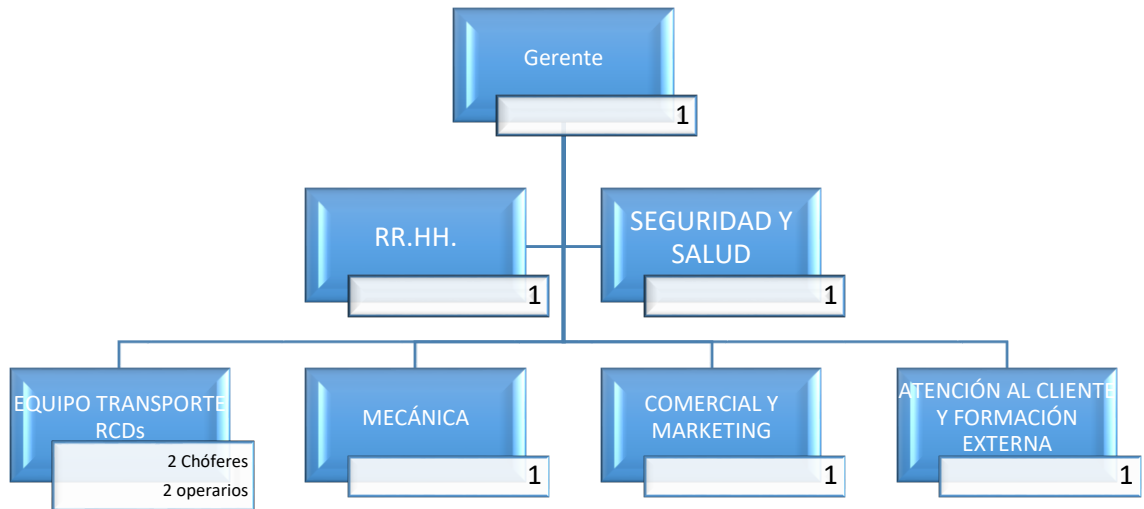 Gerente
1
RR.HH.
1
SEGURIDAD Y
SALUD
1
EQUIPO TRANSPORTE
RCDs
2 Chóferes
2 operarios
MECÁNICA
1
COMERCIAL Y
MARKETING
1
ATENCIÓN AL CLIENTE
Y FORMACIÓN
EXTERNA
1